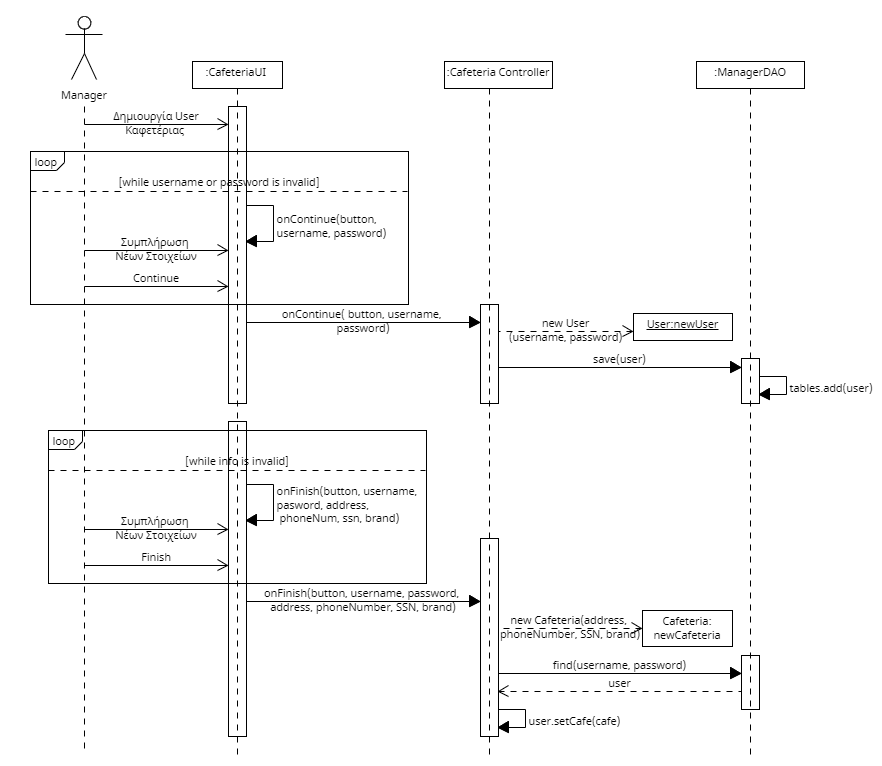 :CafeteriaUI
:Cafeteria Controller
:ManagerDAO
Manager
Δημιουργία User
Καφετέριας
loop
[while username or password is invalid]
onContinue(button,
username, password)
Συμπλήρωση
Νέων Στοιχείων
Continue
onContinue( button, username,
password)
new User
(username, password)
User:newUser
save(user)
tables.add(user)
loop
[while info is invalid]
onFinish(button, username,
pasword, address,
phoneNum, ssn, brand)
Συμπλήρωση
Νέων Στοιχείων
Finish
onFinish(button, username, password,
address, phoneNumber, SSN, brand)
new Cafeteria(address,
phoneNumber, SSN, brand)
Cafeteria:
newCafeteria
find(username, password)
user
user.setCafe(cafe)